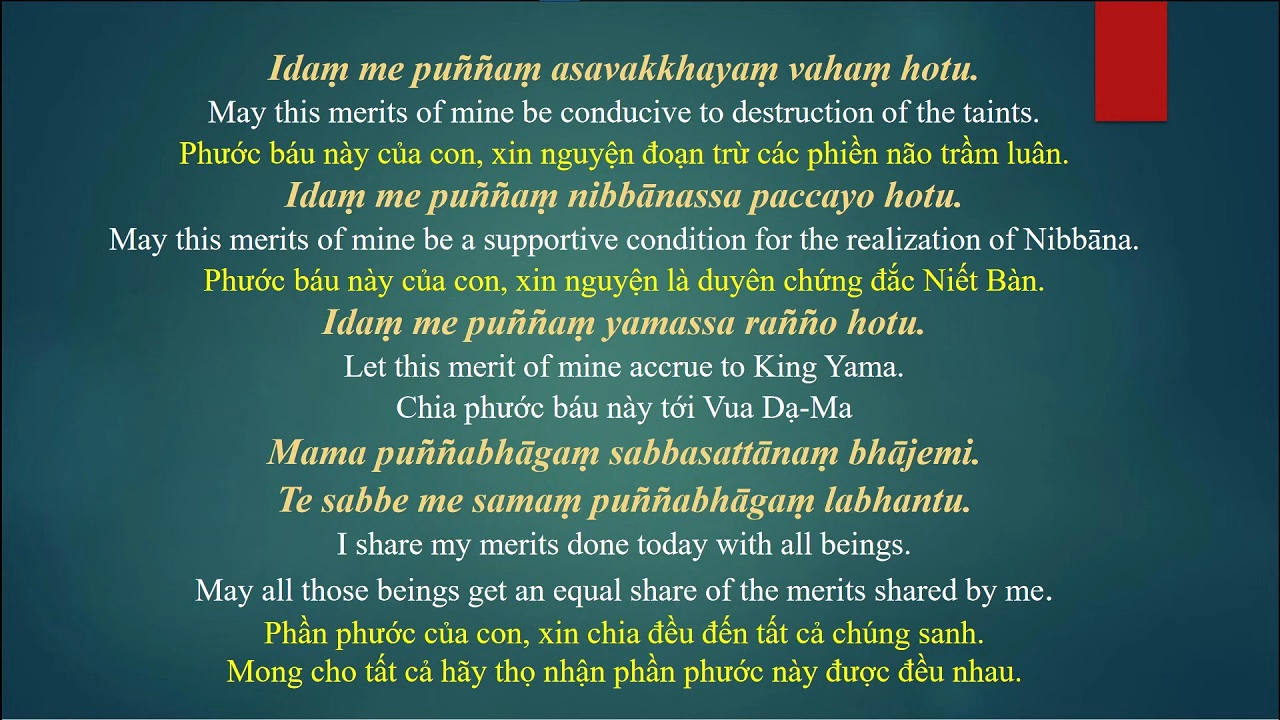 Idaṃ me puññaṃ asavakkhayaṃ vahaṃ hotu.
May this merits of mine be conducive to destruction of the taints.
Phước báu này của con, xin nguyện đoạn trừ các phiền não trầm luân.
Idaṃ me puññaṃ nibbānassa paccayo hotu.
May this merits of mine be a supportive condition for the realization of Nibbāna.
Phước báu này của con, xin nguyện là duyên chứng đắc Niết Bàn.
Idaṃ me puññaṃ yamassa rañño hotu.
Let this merit of mine accrue to King Yama.
Chia phước báu này tới Vua Dạ-Ma
Mama puññabhāgaṃ sabbasattānaṃ bhājemi.
Te sabbe me samaṃ puññabhāgaṃ labhantu.
I share my merits done today with all beings.
May all those beings get an equal share of the merits shared by me.
Phần phước của con, xin chia đều đến tất cả chúng sanh.
Mong cho tất cả hãy thọ nhận phần phước này được đều nhau.